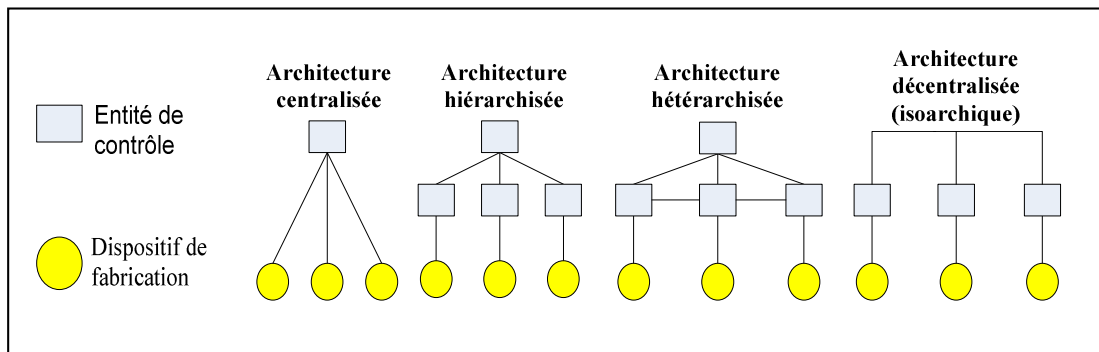 Entité de
contrôle
Dispositif de
fabrication
Architecture
centralisée
Architecture
hiérarchisée
Architecture
hétérarchisée
Architecture
décentralisée
(isoarchique)